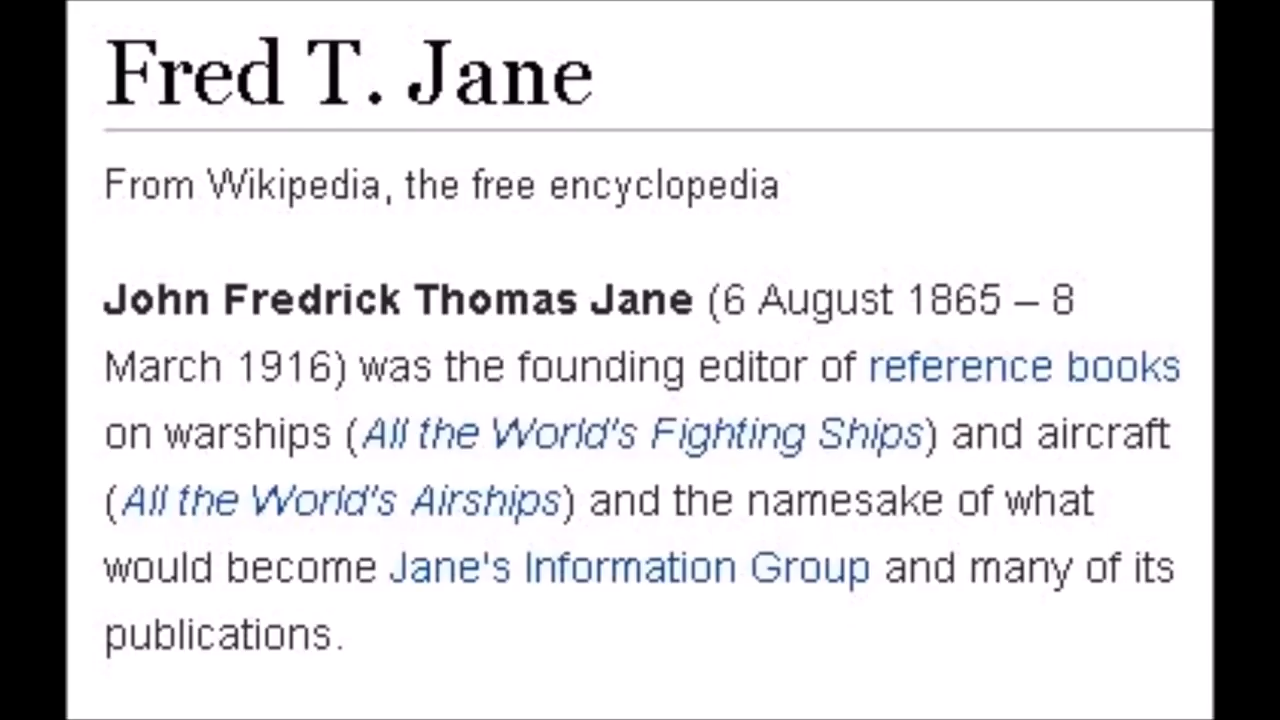 Fred T. Jane
From Wikipedia, the free encyclopedia
John Fredrick Thomas Jane (6 August 1865 – 8
March 1916) was the founding editor of reference books
on warships (All the World's Fighting Ships) and aircraft
(All the World's Airships) and the namesake of what
would become Jane's Information Group and many of its
publications.